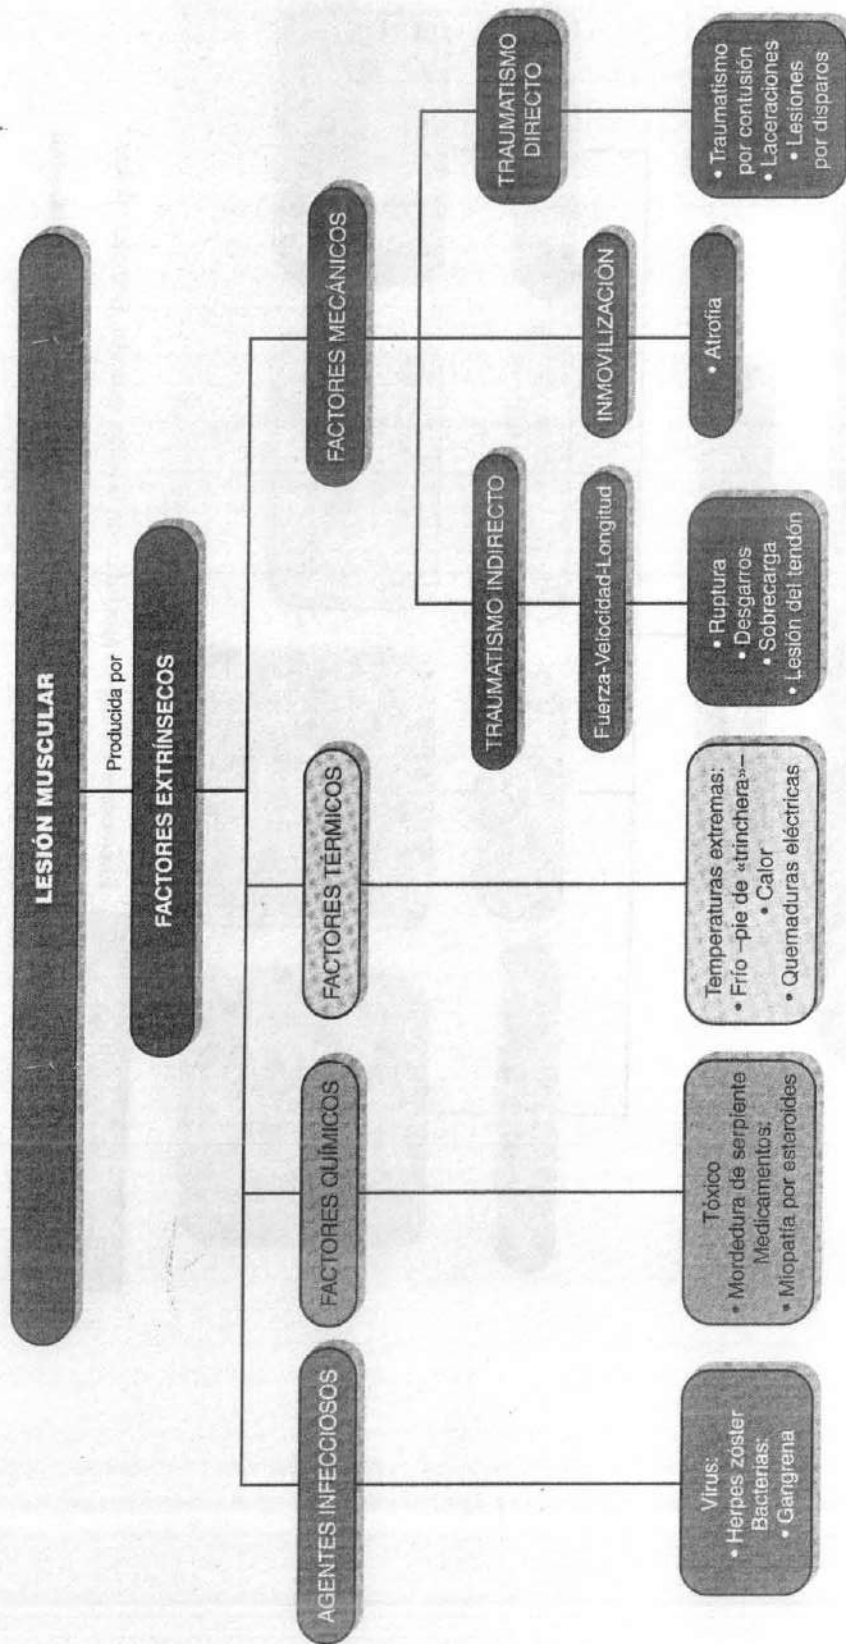 LESIÓN MUSCULAR
Producida por
FACTORES EXTRÍNSECOS
AGENTES INFECCIOSOS
FACTORES QUÍMICOS
FACTORES TÉRMICOS
FACTORES MECÁNICOS
TRAUMATISMO INDIRECTO
TRAUMATISMO
DIRECTO
Fuerza-Velocidad-Longitud
INMOVILIZACIÓN
Virus:
• Herpes zóster
Bacterias:
• Gangrena
Tóxico
• Mordedura de serpiente
Medicamentos:
• Miopatía por esteroides
Temperaturas extremas:
• Frío –pie de «trinchera»–
• Calor
• Quemaduras eléctricas
• Ruptura
• Desgarros
• Sobrecarga
• Lesión del tendón
• Atrofia
• Traumatismo
por contusión
• Laceraciones
• Lesiones
por disparos